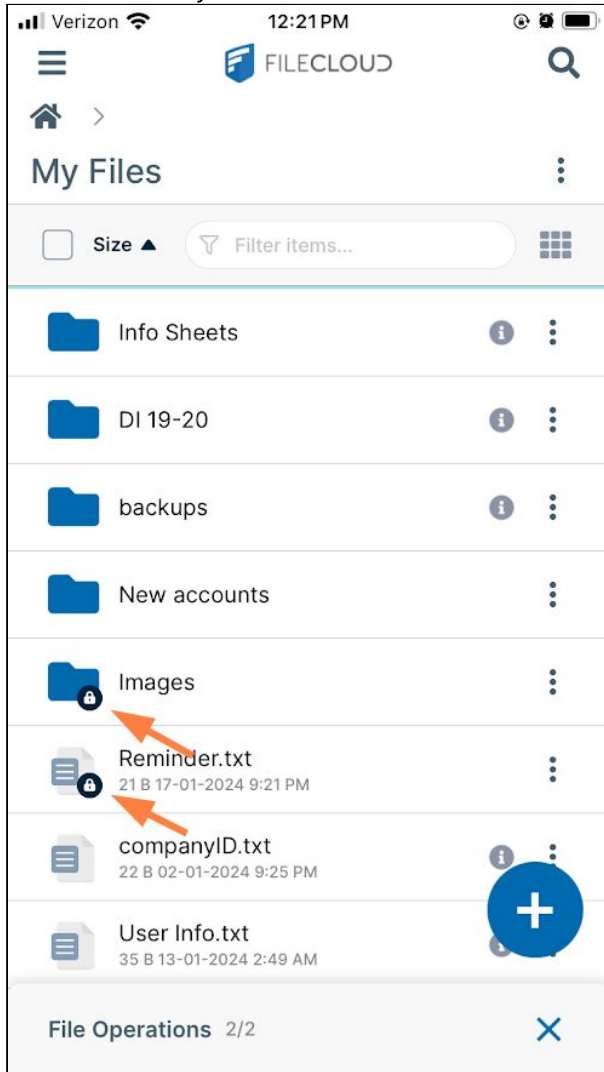 Verizon 12:21 PM
FILECLOUD
My Files
Size Filter items...
Info Sheets
DI 19-20
backups
New accounts
Images
Reminder.txt
21 B 17-01-2024 9:21 PM
companyID.txt
22 B 02-01-2024 9:25 PM
User Info.txt
35 B 13-01-2024 2:49 AM
File Operations 2/2